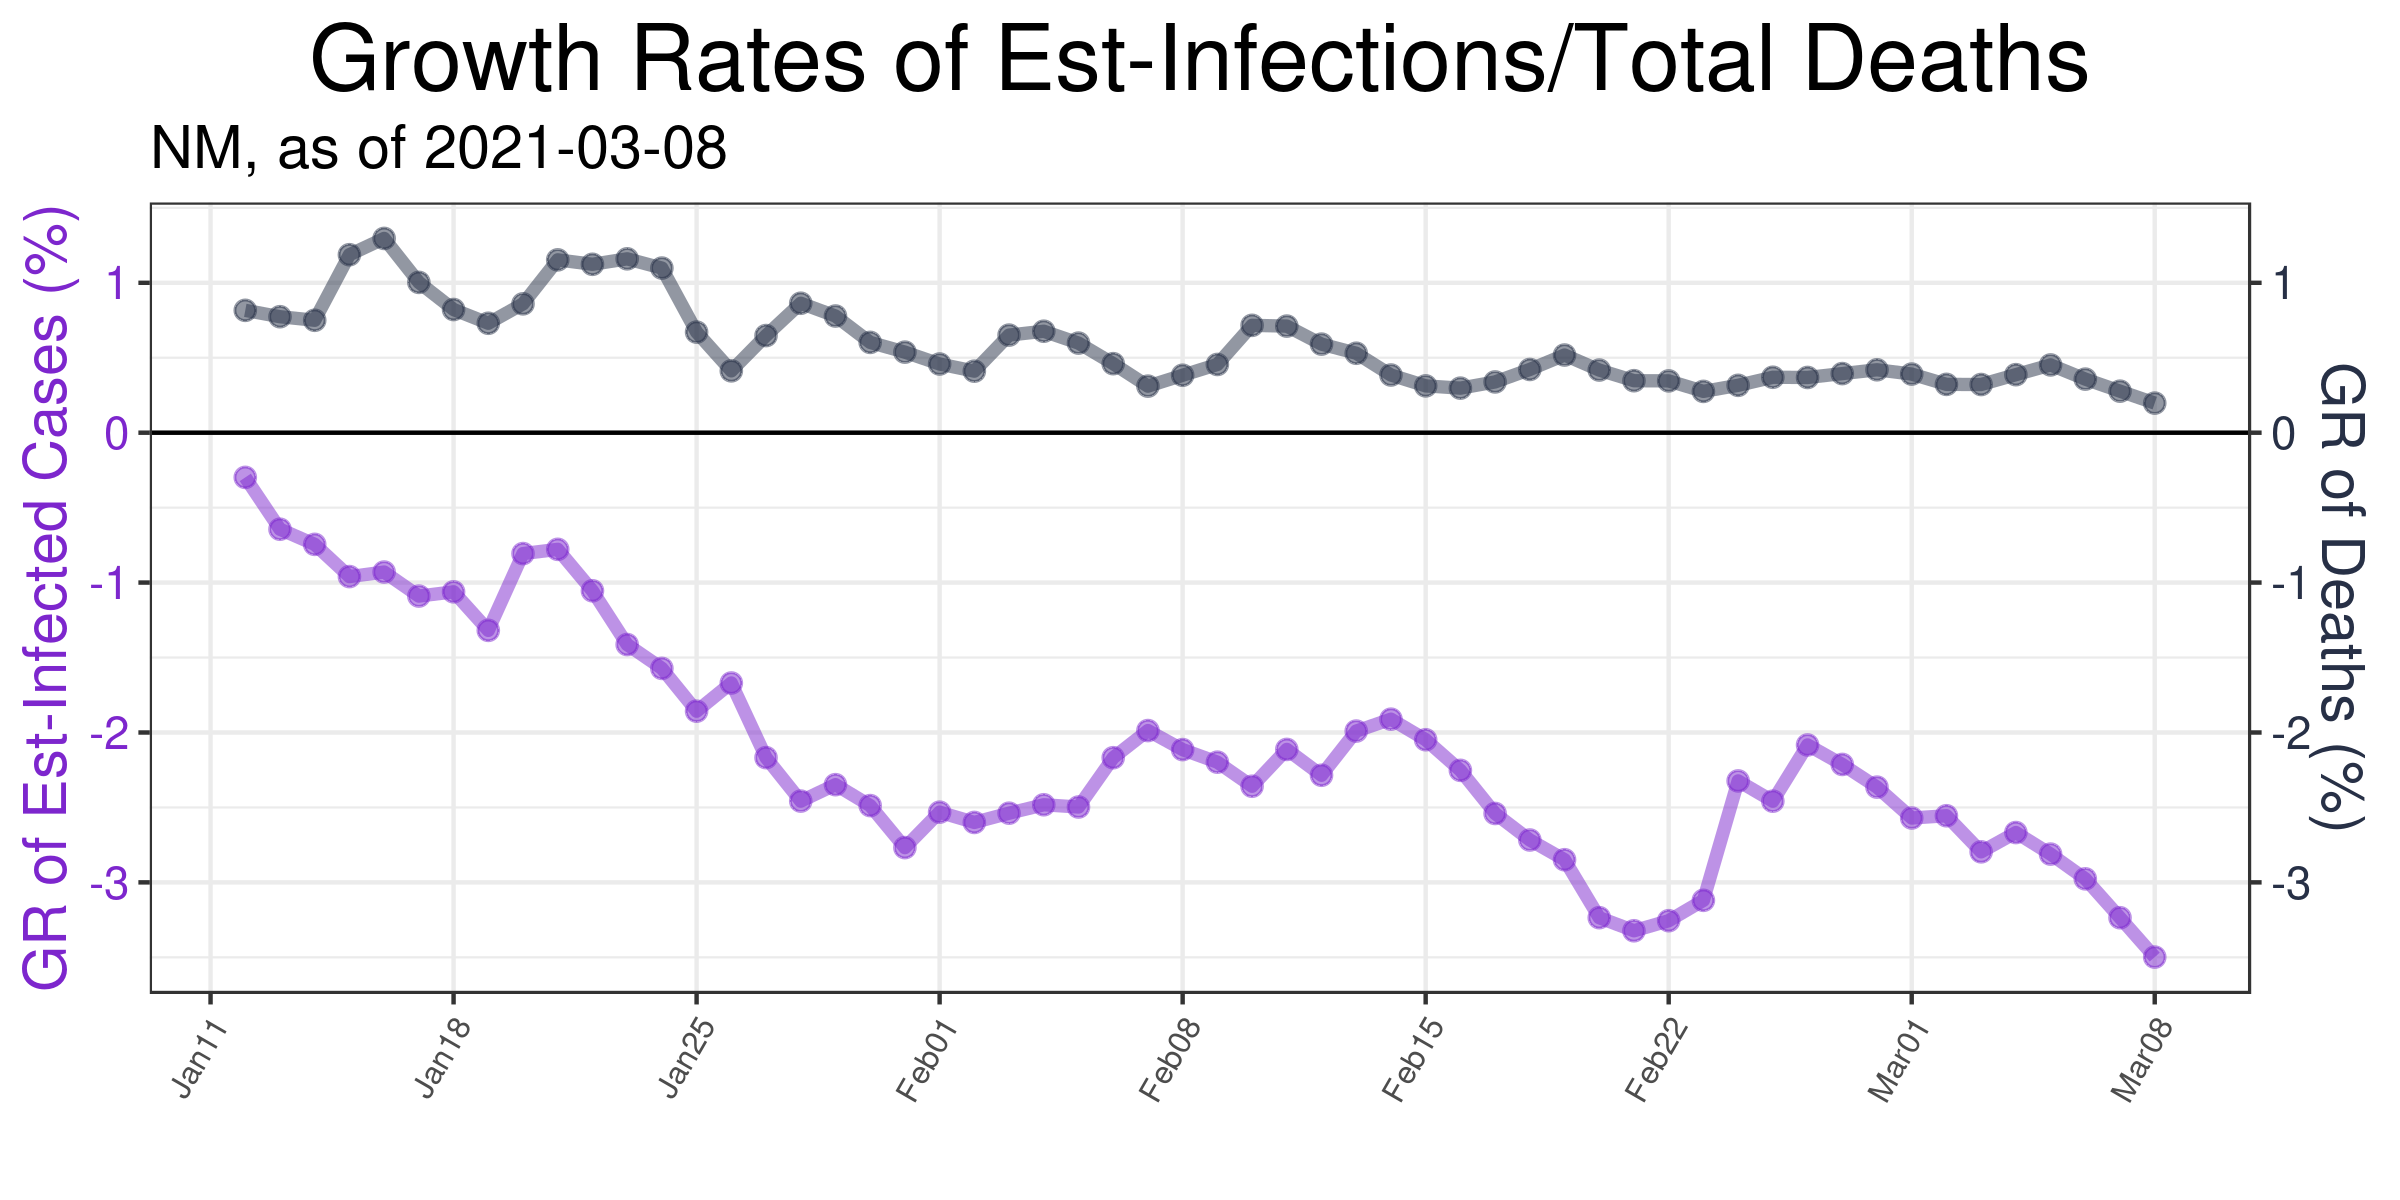 Growth Rates of Est-Infections/Total Deaths
NM, as of 2021-03-08
GR of Est-Infected Cases (%)
1
0
-1
-2
-3
1
0
-1
-2
-3
GR of Deaths (%)
Jan11
Jan18
Jan25
Feb01
Feb08
Feb15
Feb22
Mar01
Mar08